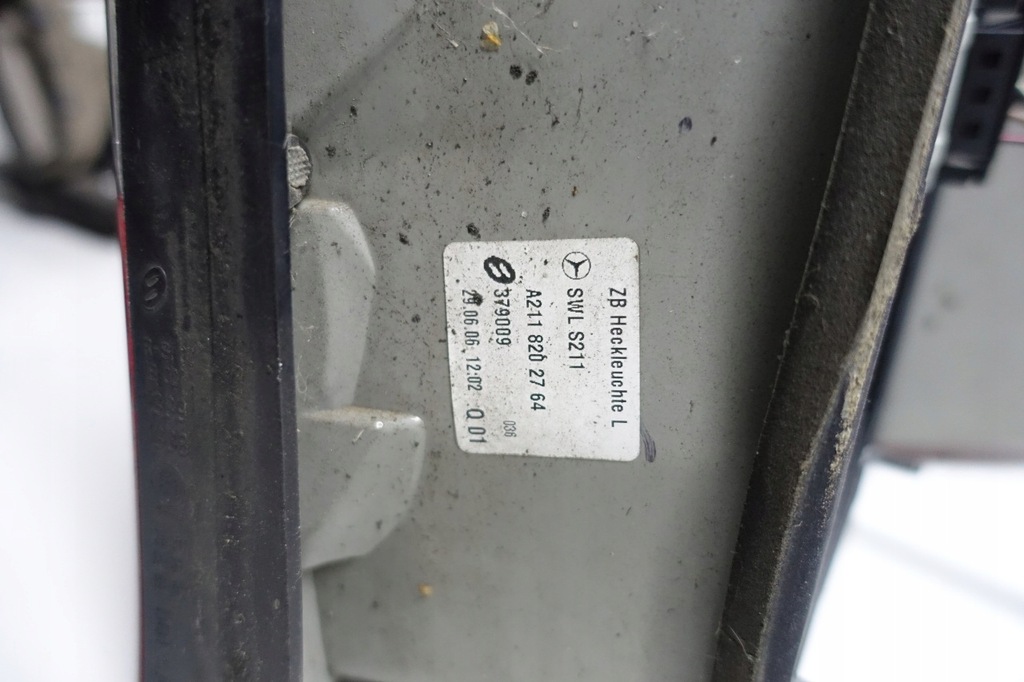 ZB Heckleuchte L
SWL S211
A211 820 27 64
379009 036
29.06.06 12:02 Q 01